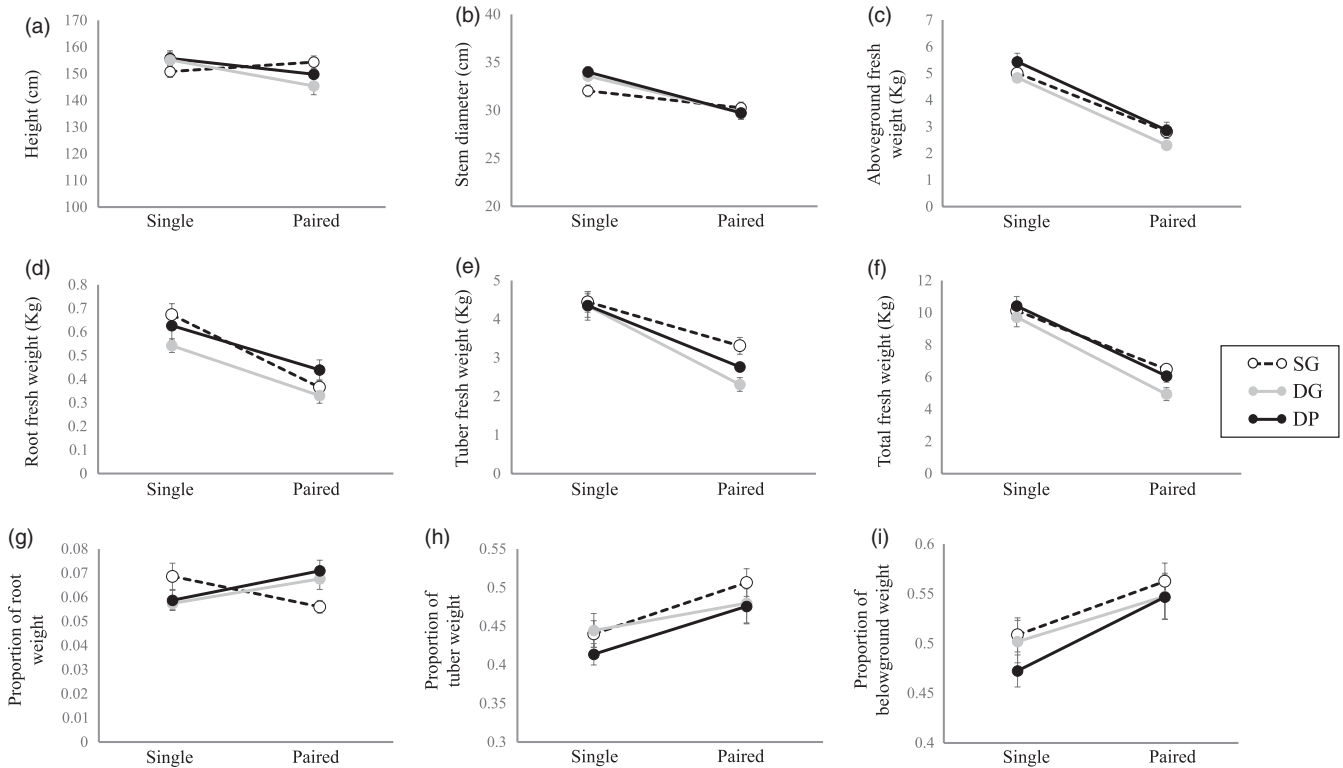 (a)
Height (cm)
170
160
150
140
130
120
110
100
Single
Paired
(b)
Stem diameter (cm)
40
35
30
25
20
Single
Paired
(c)
Aboveground fresh
weight (Kg)
7
6
5
4
3
2
1
0
Single
Paired
(d)
Root fresh weight (Kg)
0.8
0.7
0.6
0.5
0.4
0.3
0.2
0.1
0
Single
Paired
(e)
Tuber fresh weight (Kg)
5
4
3
2
1
0
Single
Paired
(f)
Total fresh weight (Kg)
12
10
8
6
4
2
0
Single
Paired
SG
DG
DP
(g)
Proportion of root
weight
0.08
0.07
0.06
0.05
0.04
0.03
0.02
0.01
0
Single
Paired
(h)
Proportion of
tuber weight
0.55
0.5
0.45
0.4
0.35
0.3
Single
Paired
(i)
Proportion of
belowground weight
0.6
0.55
0.5
0.45
0.4
Single
Paired